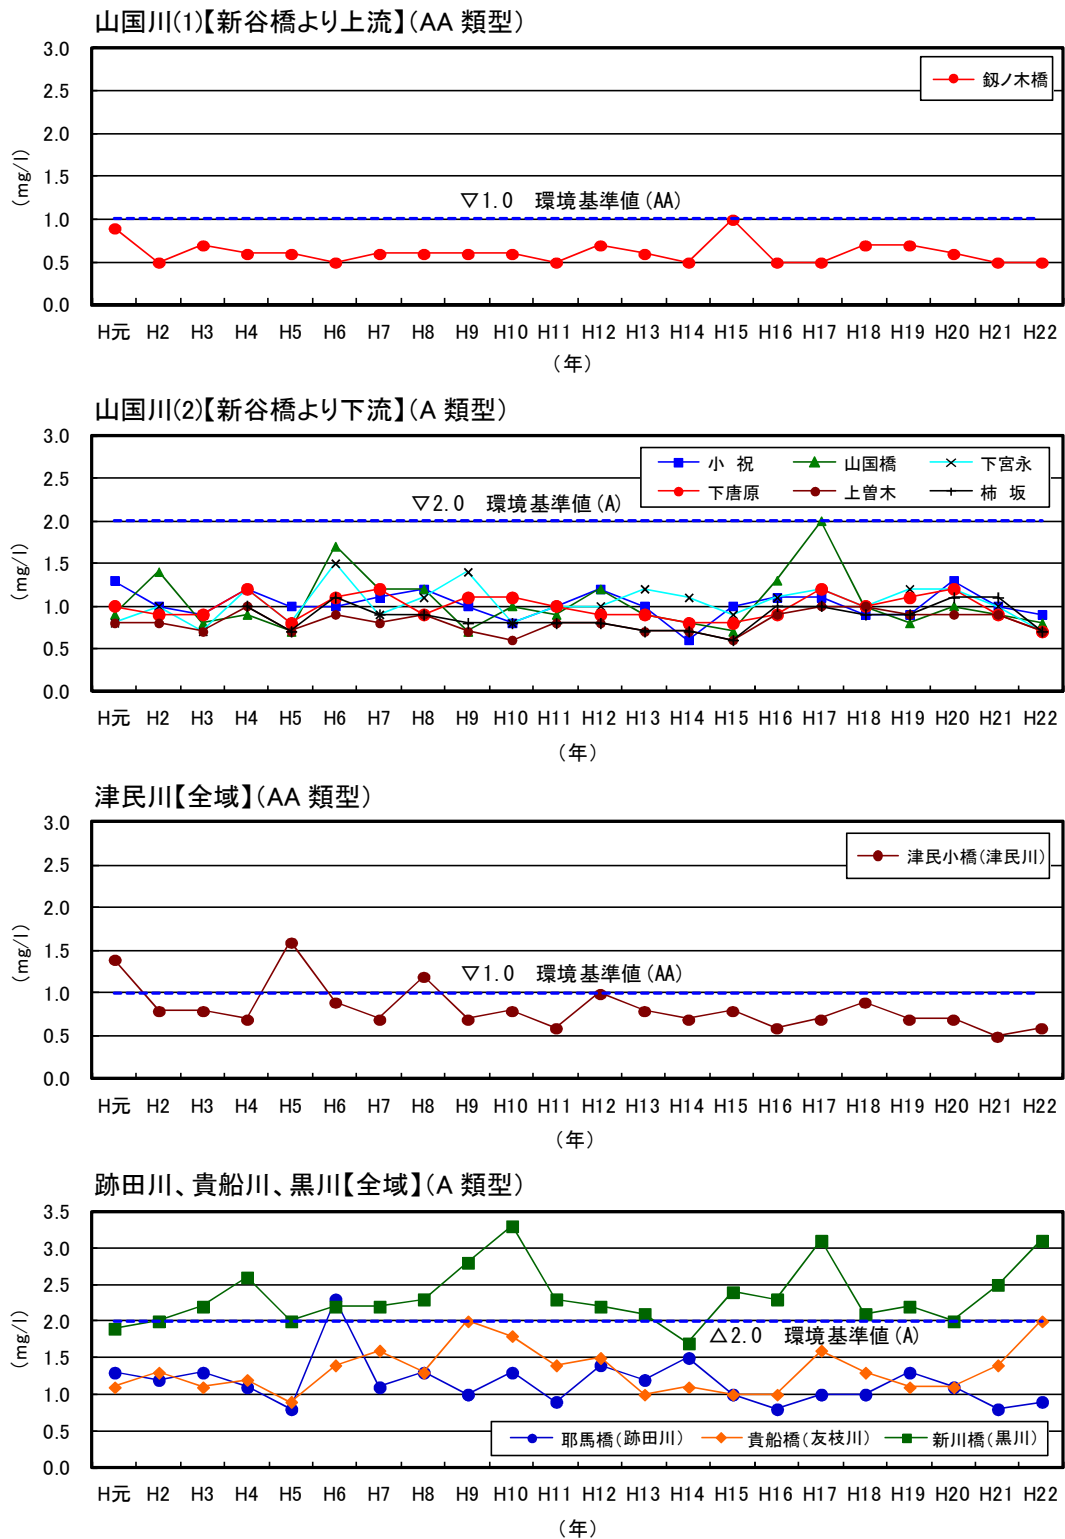 山国川(1)【新谷橋より上流】(AA 類型)
3.0
2.5
2.0
1.5
1.0
0.5
0.0
(mg/l)
釼ノ木橋
▽1.0 環境基準値(AA)
H元 H2 H3 H4 H5 H6 H7 H8 H9 H10 H11 H12 H13 H14 H15 H16 H17 H18 H19 H20 H21 H22
(年)
山国川(2)【新谷橋より下流】(A 類型)
3.0
2.5
2.0
1.5
1.0
0.5
0.0
(mg/l)
小 祝 山国橋 下宮永
下唐原 上曽木 柿 坂
▽2.0 環境基準値(A)
H元 H2 H3 H4 H5 H6 H7 H8 H9 H10 H11 H12 H13 H14 H15 H16 H17 H18 H19 H20 H21 H22
(年)
津民川【全域】(AA 類型)
3.0
2.5
2.0
1.5
1.0
0.5
0.0
(mg/l)
津民小橋(津民川)
▽1.0 環境基準値(AA)
H元 H2 H3 H4 H5 H6 H7 H8 H9 H10 H11 H12 H13 H14 H15 H16 H17 H18 H19 H20 H21 H22
(年)
跡田川、貴船川、黒川【全域】(A 類型)
3.5
3.0
2.5
2.0
1.5
1.0
0.5
0.0
(mg/l)
△2.0 環境基準値(A)
耶馬橋(跡田川) 貴船橋(友枝川) 新川橋(黒川)
H元 H2 H3 H4 H5 H6 H7 H8 H9 H10 H11 H12 H13 H14 H15 H16 H17 H18 H19 H20 H21 H22
(年)